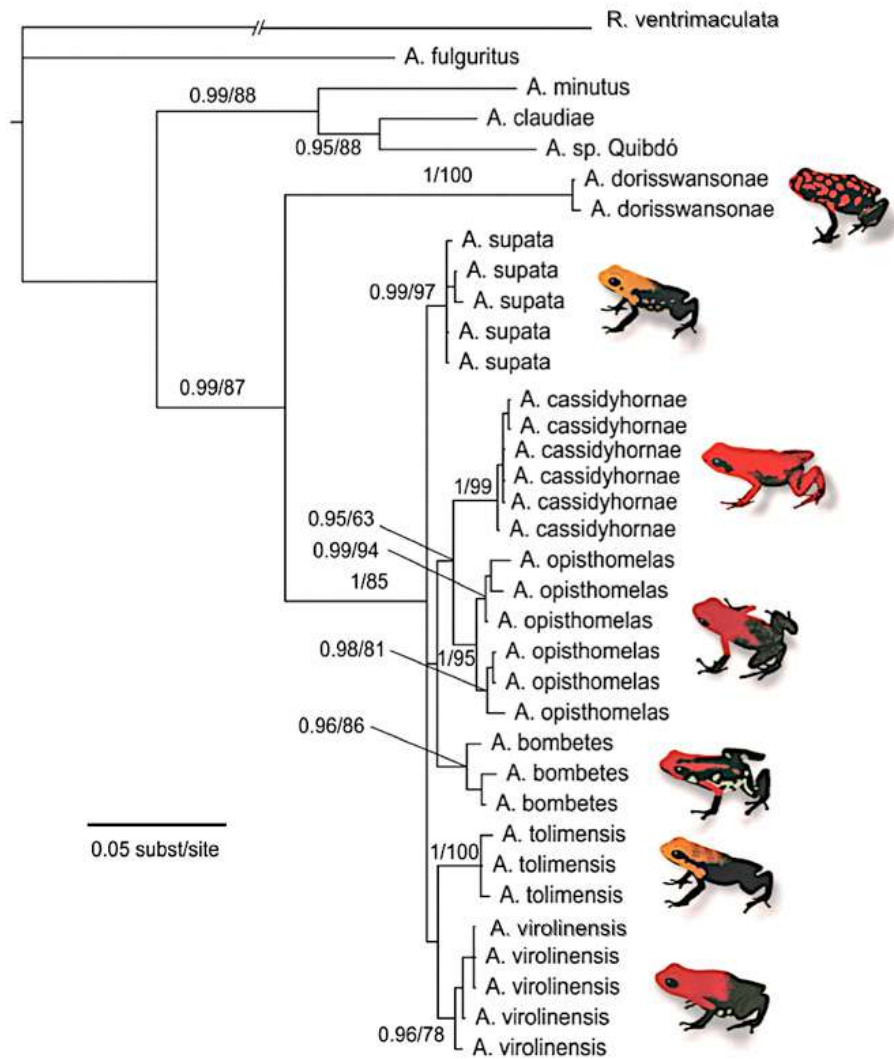 R. ventrimaculata
A. fulguritus
A. minutus
0.99/88
A. claudiae
0.95/88
A. sp. Quibdó
1/100
A. dorisswansonae
A. dorisswansonae
A. supata
A. supata
0.99/97
A. supata
A. supata
A. supata
0.99/87
A. cassidyhornae
A. cassidyhornae
A. cassidyhornae
A. cassidyhornae
1/99
A. cassidyhornae
0.95/63
A. cassidyhornae
0.99/94
A. opisthomelas
1/85
A. opisthomelas
A. opisthomelas
0.98/81
1/95
A. opisthomelas
A. opisthomelas
A. opisthomelas
0.96/86
A. bombetes
A. bombetes
A. bombetes
0.05 subst/site
A. tolimensis
1/100
A. tolimensis
A. tolimensis
A. virolinensis
A. virolinensis
A. virolinensis
A. virolinensis
0.96/78
A. virolinensis